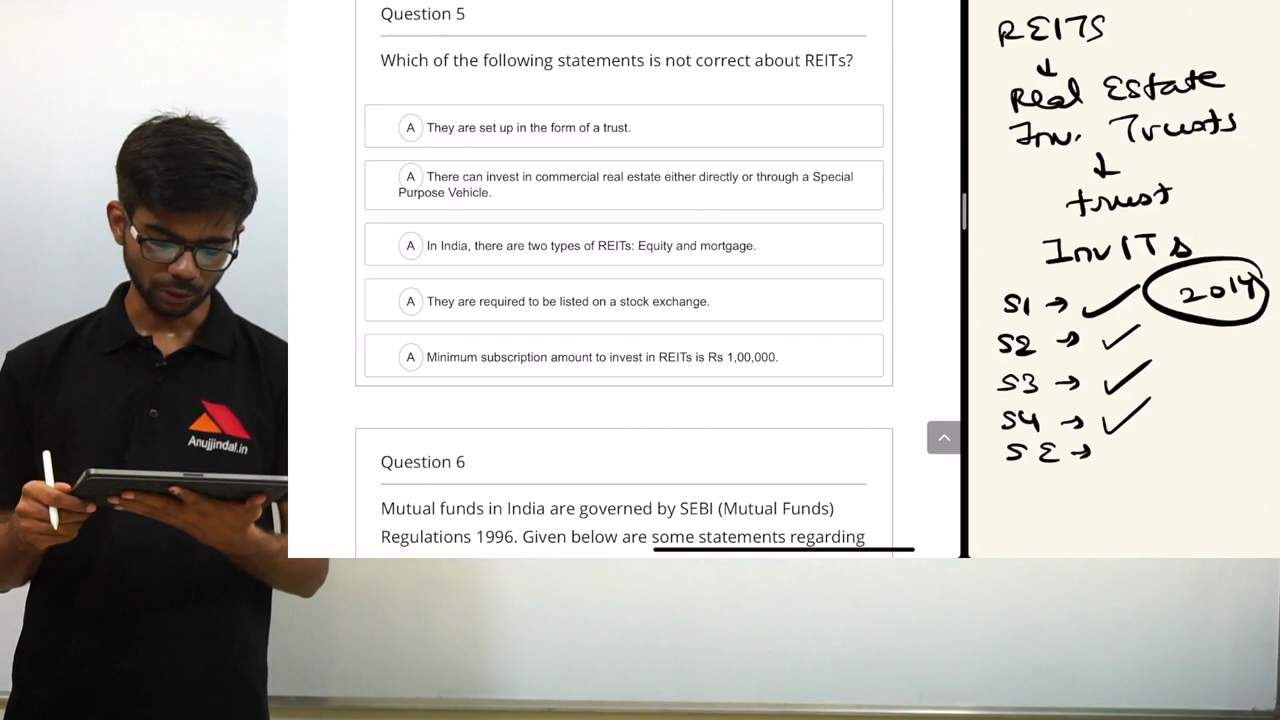 Question 5
Which of the following statements is not correct about REITs?
A They are set up in the form of a trust.
A There can invest in commercial real estate either directly or through a Special
Purpose Vehicle.
A In India, there are two types of REITs: Equity and mortgage.
A They are required to be listed on a stock exchange.
A Minimum subscription amount to invest in REITs is Rs 1,00,000.
Question 6
Mutual funds in India are governed by SEBI (Mutual Funds)
Regulations 1996. Given below are some statements regarding
REITS
↓
Real Estate
Inv. Trusts
↓
trust
InvITs
2014
S1 → ✓
S2 → ✓
S3 → ✓
S4 → ✓
S E →
Anujjindal.in